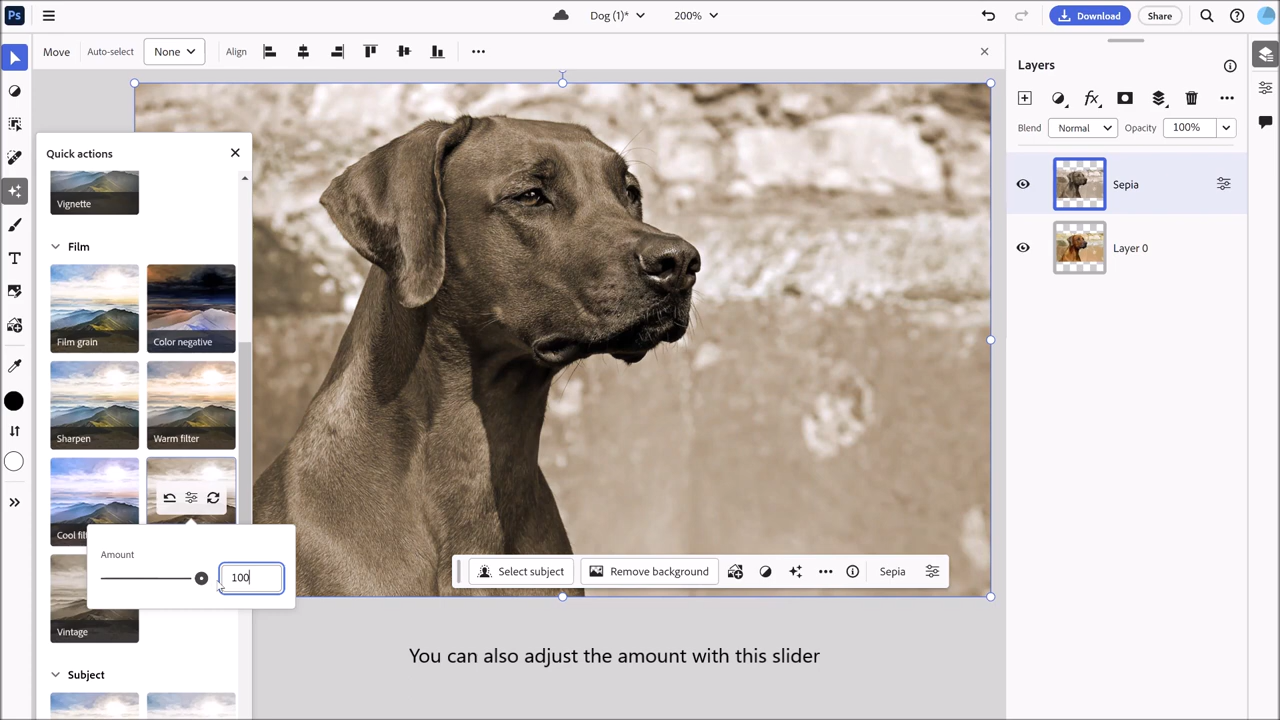 Ps
Dog (1)*
200%
Download
Share
Move
Auto-select
None
Align
Layers
fx
Blend
Normal
Opacity
100%
Sepia
Layer 0
Quick actions
Vignette
Film
Film grain
Color negative
Sharpen
Warm filter
Cool filt
Amount
100
Vintage
Subject
Select subject
Remove background
Sepia
You can also adjust the amount with this slider